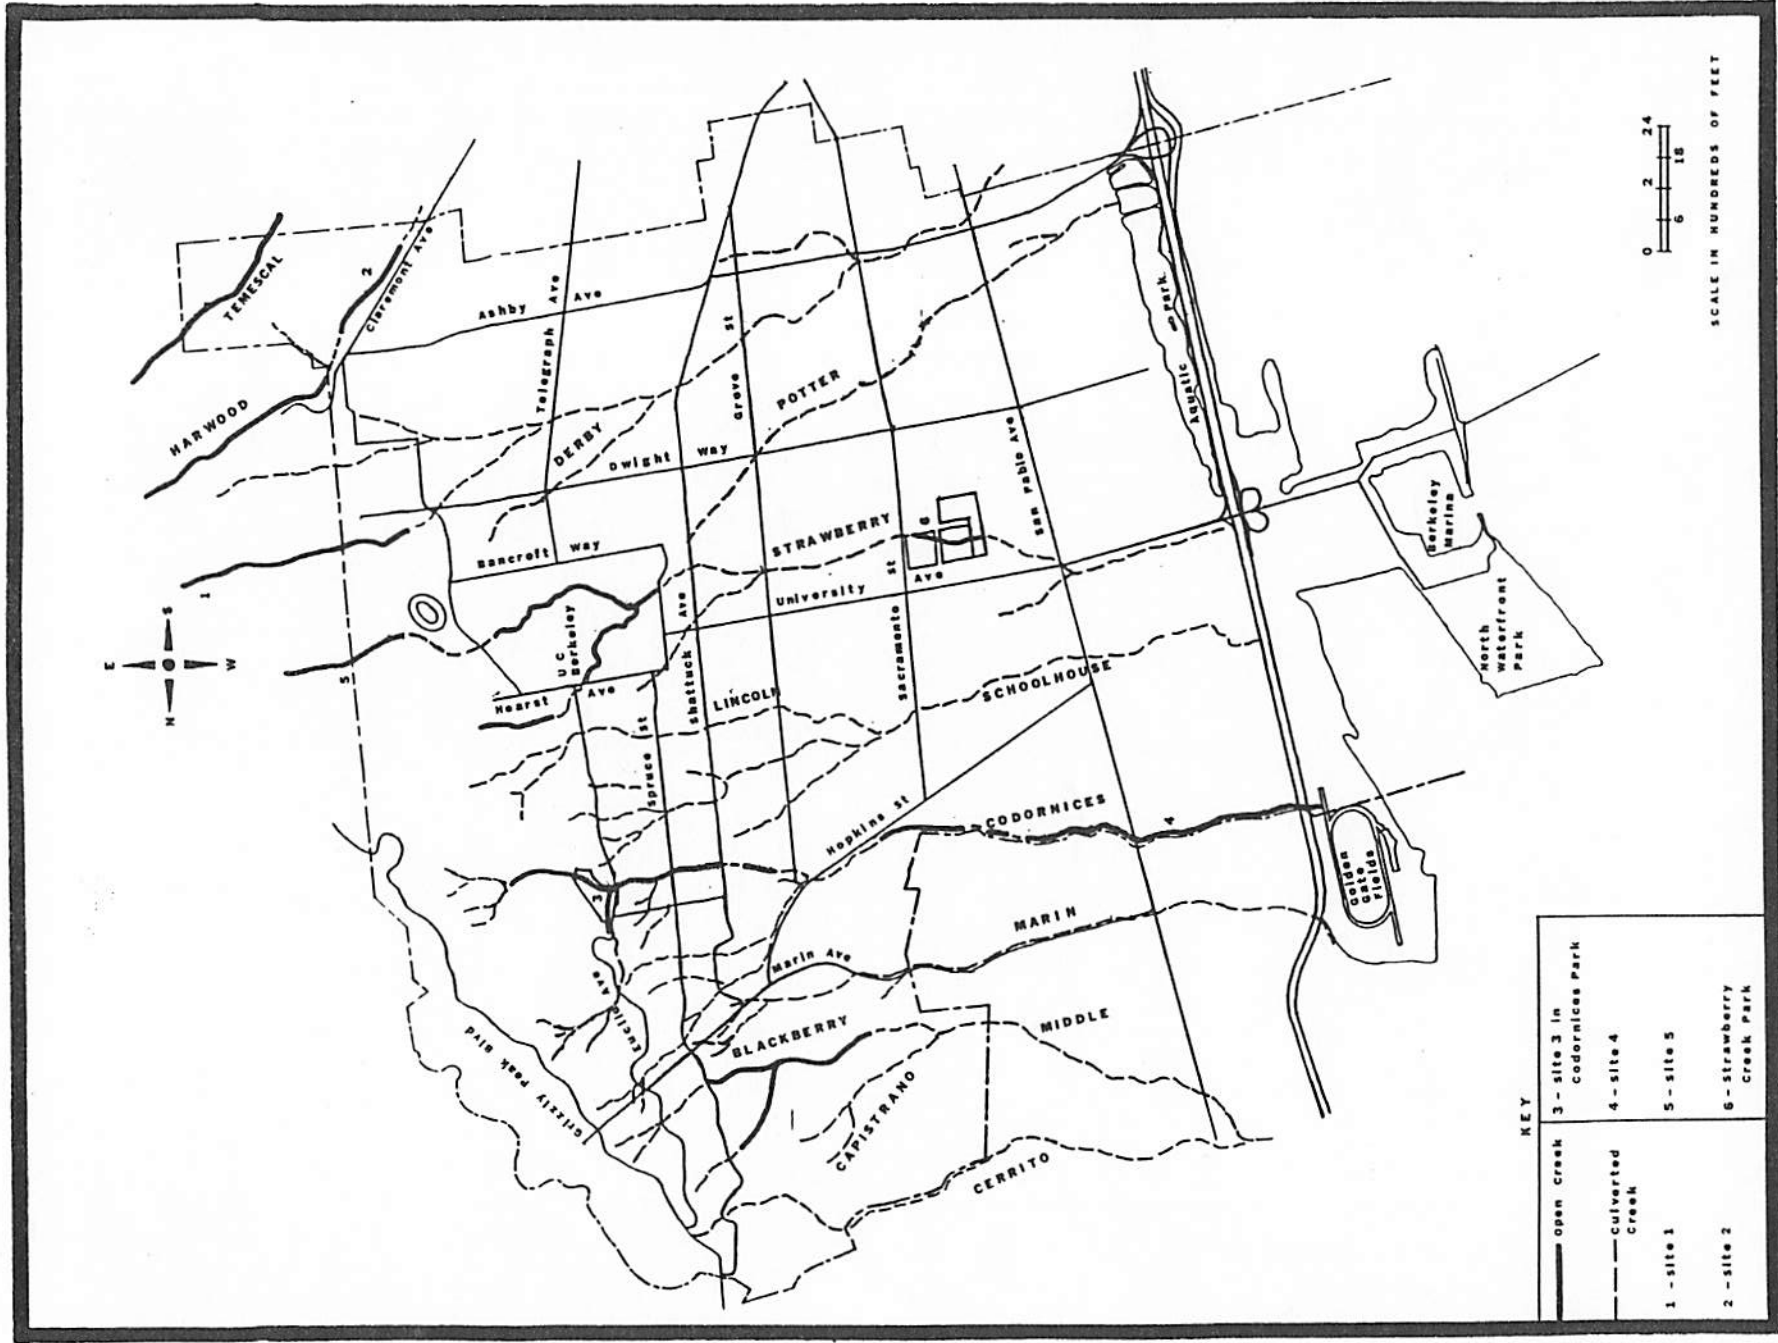 E
S
N
W
TEMESCAL
HARWOOD
1
2
Claremont Ave
Ashby Ave
Telegraph Ave
Grove St
POTTER
DERBY
Dwight Way
San Pablo Ave
Aquatic Park
Bancroft Way
STRAWBERRY
6
University Ave
Sacramento St
UC
Berkeley
5
Hearst Ave
Shattuck Ave
LINCOLN
SCHOOLHOUSE
Spruce St
Hopkins St
CODORNICES
4
3
Euclid Ave
Marin Ave
MARIN
Grizzly Peak Blvd
BLACKBERRY
MIDDLE
CAPISTRANO
CERRITO
Berkeley
Marina
North
Waterfront
Park
Golden
Gate
Fields
0 2 24
6 18
SCALE IN HUNDREDS OF FEET
KEY
Open Creek
Culverted
Creek
1 - site 1
2 - site 2
3 - site 3 in
Codornices Park
4 - site 4
5 - site 5
6 - Strawberry
Creek Park